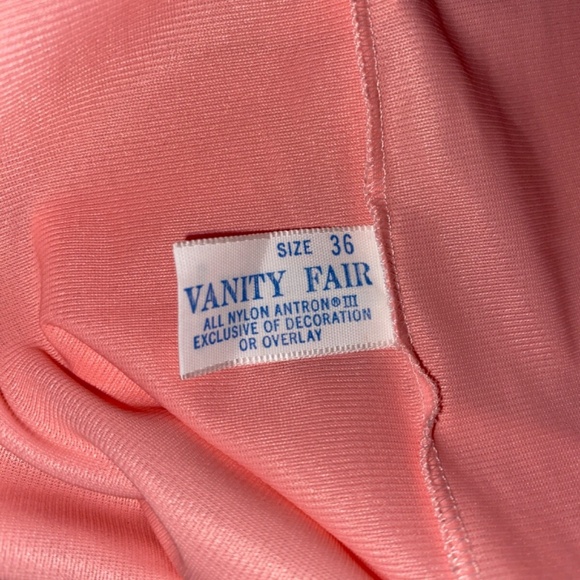 SIZE 36
VANITY FAIR
ALL NYLON ANTRON® III
EXCLUSIVE OF DECORATION
OR OVERLAY